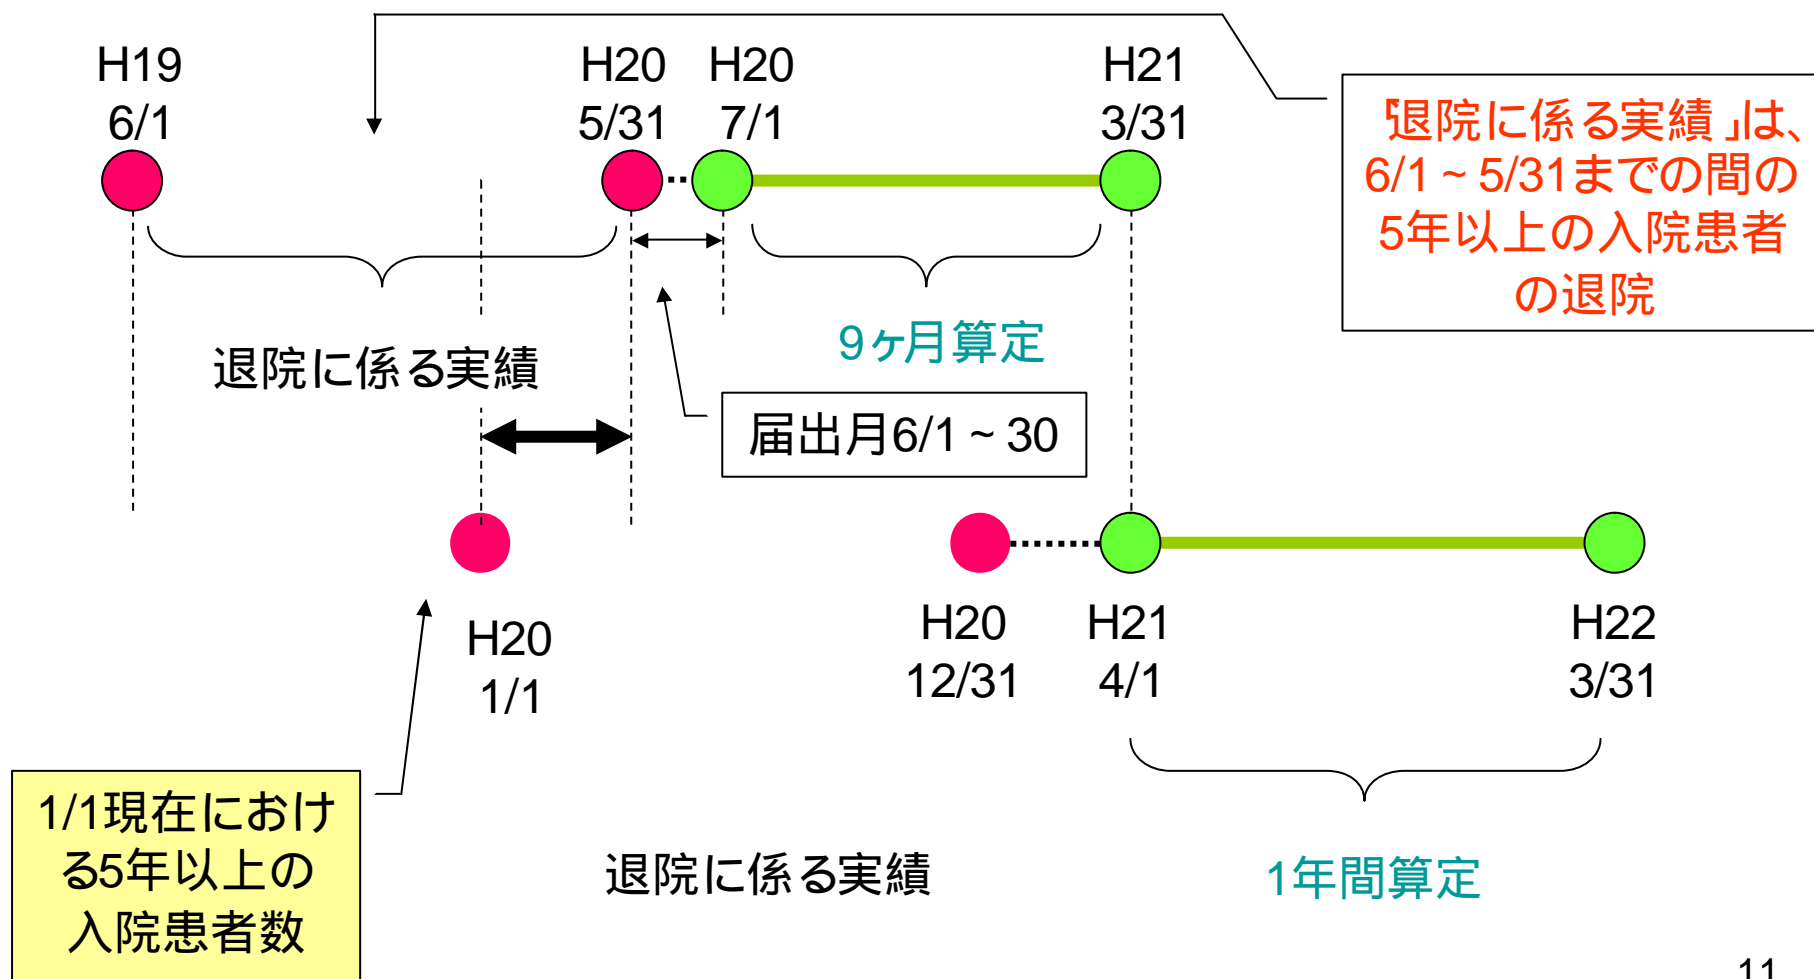 H19
6/1
H20
5/31
H20
7/1
H21
3/31
「退院に係る実績」は、
6/1~5/31までの間の
5年以上の入院患者
の退院
退院に係る実績
9ヶ月算定
届出月6/1~30
H20
1/1
H20
12/31
H21
4/1
H22
3/31
1/1現在におけ
る5年以上の
入院患者数
退院に係る実績
1年間算定
11